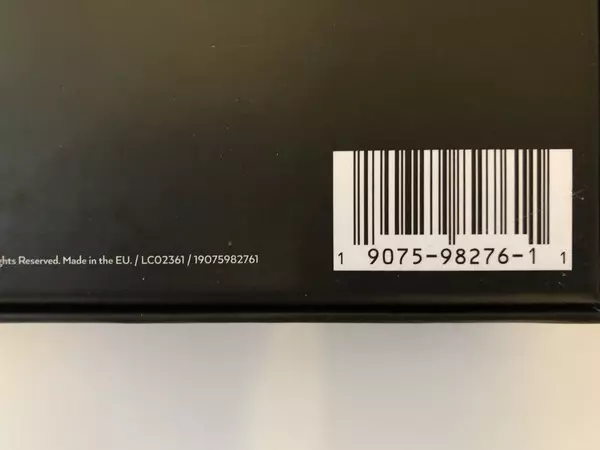 ghts Reserved. Made in the EU. / LC02361 / 19075982761
1 9075-98276-1 1